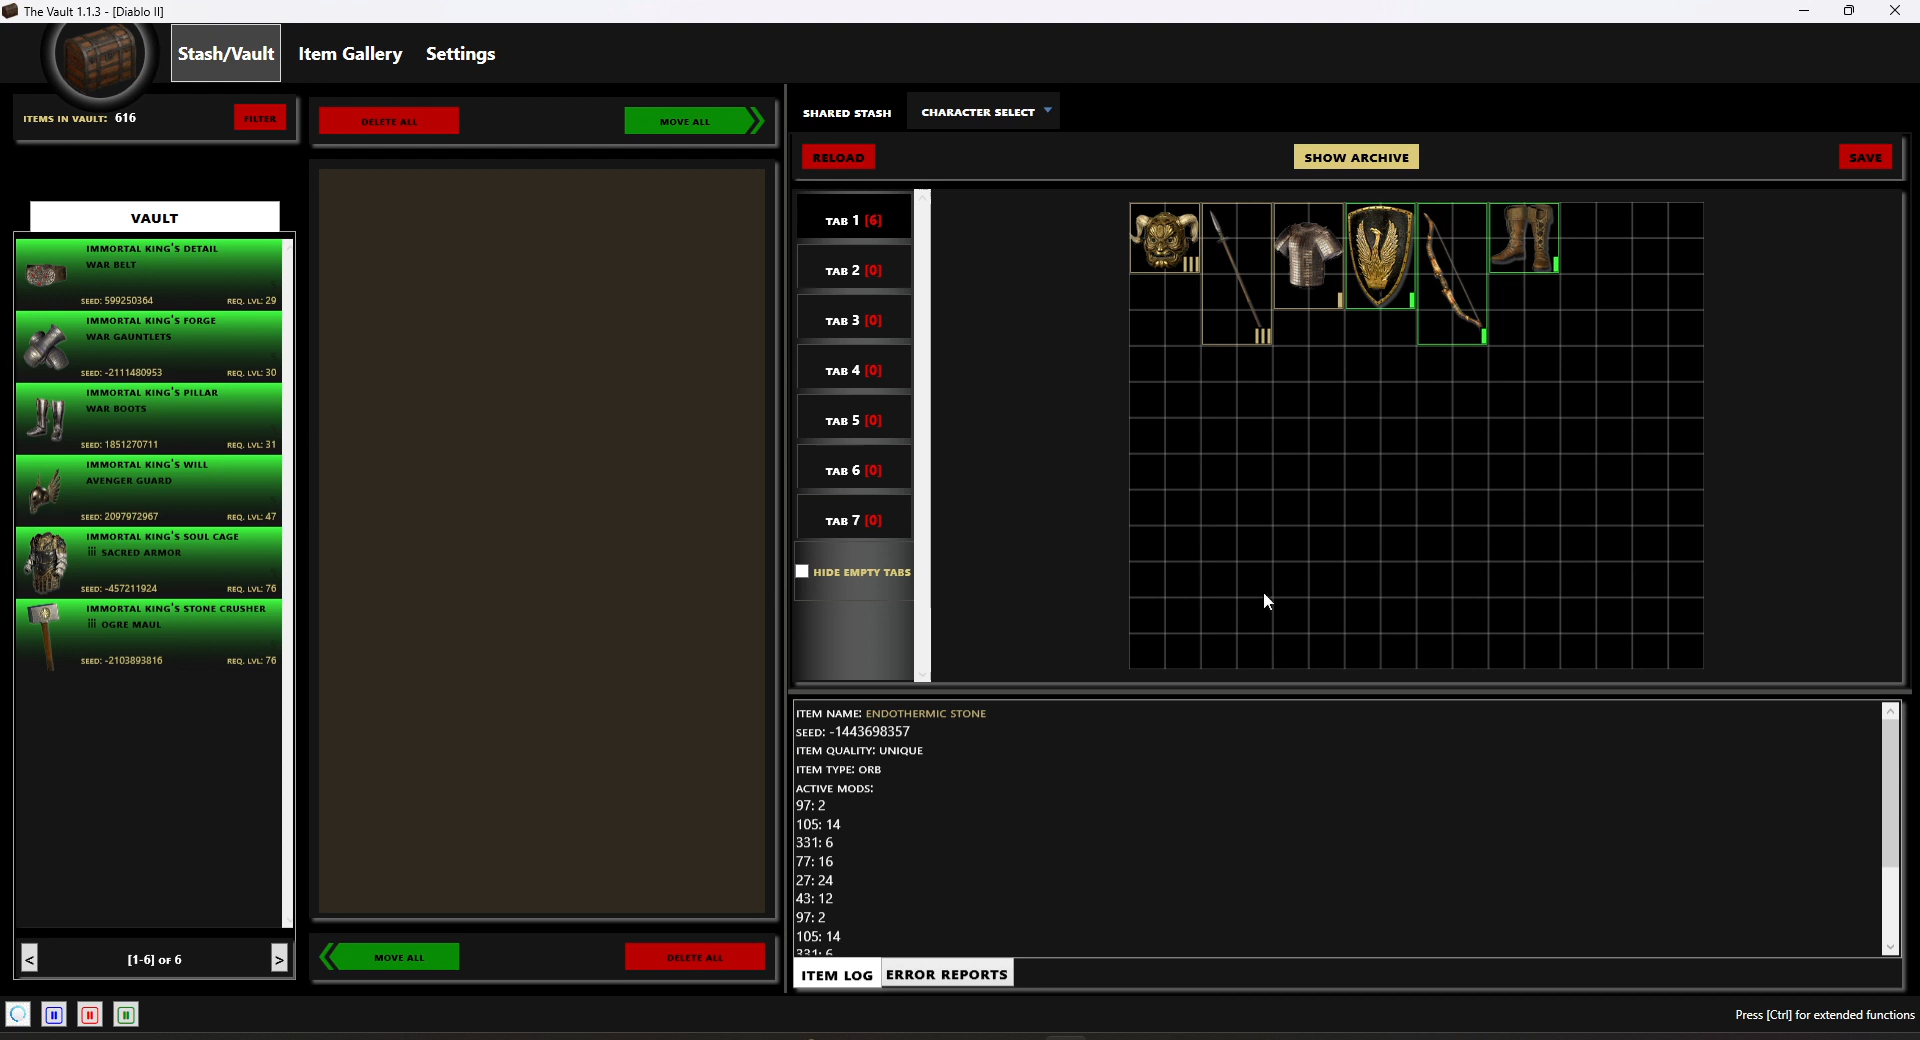 The Vault 1.1.3 - [Diablo II]
Stash/Vault
Item Gallery
Settings
ITEMS IN VAULT: 616
FILTER
DELETE ALL
MOVE ALL
SHARED STASH
CHARACTER SELECT
RELOAD
SHOW ARCHIVE
SAVE
VAULT
IMMORTAL KING'S DETAIL
WAR BELT
SEED: 599250364
REQ. LVL: 29
IMMORTAL KING'S FORGE
WAR GAUNTLETS
SEED: -2111480953
REQ. LVL: 30
IMMORTAL KING'S PILLAR
WAR BOOTS
SEED: 1851270711
REQ. LVL: 31
IMMORTAL KING'S WILL
AVENGER GUARD
SEED: 2097972967
REQ. LVL: 47
IMMORTAL KING'S SOUL CAGE
iii SACRED ARMOR
SEED: -457211924
REQ. LVL: 76
IMMORTAL KING'S STONE CRUSHER
iii OGRE MAUL
SEED: -2103893816
REQ. LVL: 76
< [1-6] OF 6 >
MOVE ALL
DELETE ALL
TAB 1 [6]
TAB 2 [0]
TAB 3 [0]
TAB 4 [0]
TAB 5 [0]
TAB 6 [0]
TAB 7 [0]
HIDE EMPTY TABS
ITEM NAME: ENDOTHERMIC STONE
SEED: -1443698357
ITEM QUALITY: UNIQUE
ITEM TYPE: ORB
ACTIVE MODS:
97: 2
105: 14
331: 6
77: 16
27: 24
43: 12
97: 2
105: 14
331: 6
ITEM LOG
ERROR REPORTS
Press [Ctrl] for extended functions